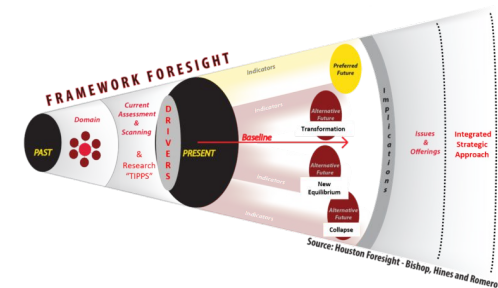 FRAMEWORK FORESIGHT
PAST
Domain
Current
Assessment
& Scanning
&
Research
"TIPPS"
DRIVERS
PRESENT
Baseline
Indicators
Indicators
Indicators
Indicators
Preferred
Future
Alternative
Future
Transformation
Alternative
Future
New
Equilibrium
Alternative
Future
Collapse
Implications
Issues
&
Offerings
Integrated
Strategic
Approach
Source: Houston Foresight - Bishop, Hines and Romero